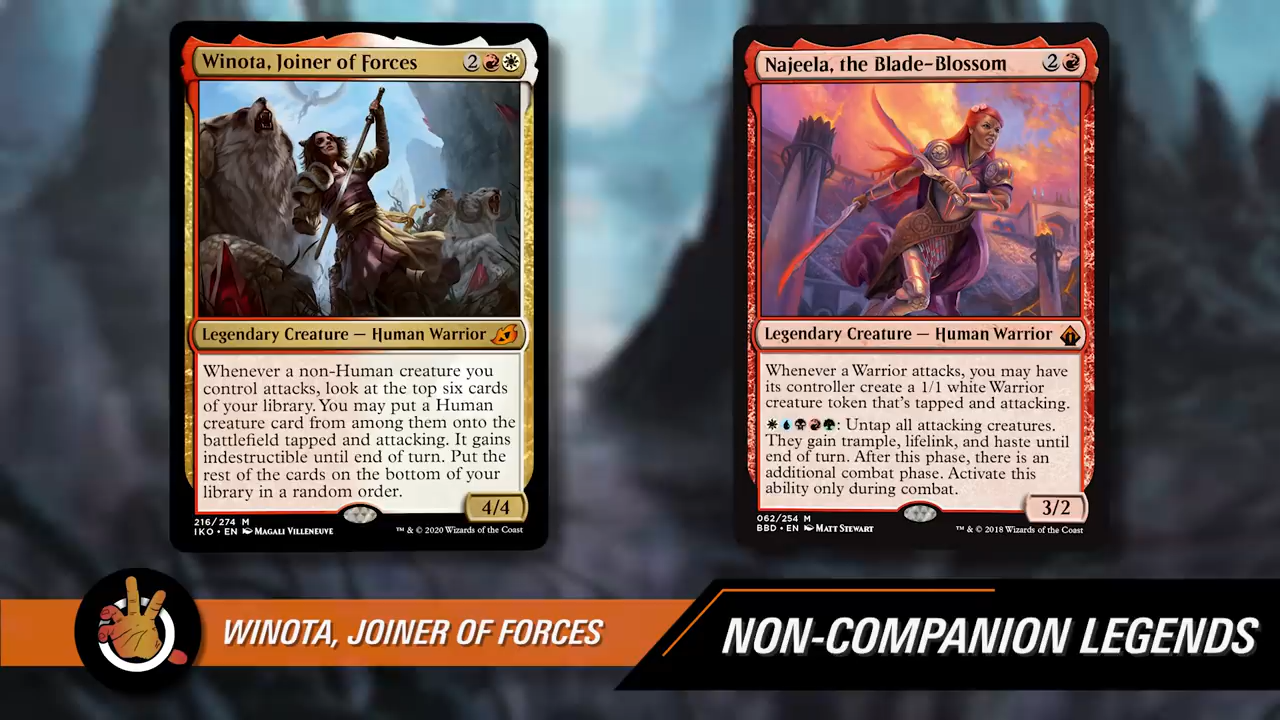 Winota, Joiner of Forces 2
Legendary Creature — Human Warrior
Whenever a non-Human creature you
control attacks, look at the top six cards
of your library. You may put a Human
creature card from among them onto the
battlefield tapped and attacking. It gains
indestructible until end of turn. Put the
rest of the cards on the bottom of your
library in a random order.
4/4
216/274 M
IKO • EN Magali Villeneuve
™ & © 2020 Wizards of the Coast
Najeela, the Blade-Blossom 2
Legendary Creature — Human Warrior
Whenever a Warrior attacks, you may have
its controller create a 1/1 white Warrior
creature token that's tapped and attacking.
: Untap all attacking creatures.
They gain trample, lifelink, and haste until
end of turn. After this phase, there is an
additional combat phase. Activate this
ability only during combat.
3/2
062/254 M
BBD • EN Matt Stewart
™ & © 2018 Wizards of the Coast
WINOTA, JOINER OF FORCES
NON-COMPANION LEGENDS